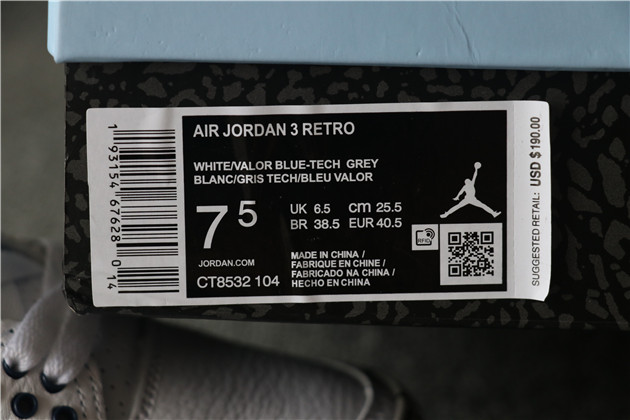 AIR JORDAN 3 RETRO
WHITE/VALOR BLUE-TECH GREY
BLANC/GRIS TECH/BLEU VALOR
7 5
UK 6.5 cm 25.5
BR 38.5 EUR 40.5
JORDAN.COM
CT8532 104
MADE IN CHINA /
FABRIQUE EN CHINE /
FABRICADO NA CHINA /
HECHO EN CHINA
RFID
1 93154 67628 0 14
SUGGESTED RETAIL: USD $190.00